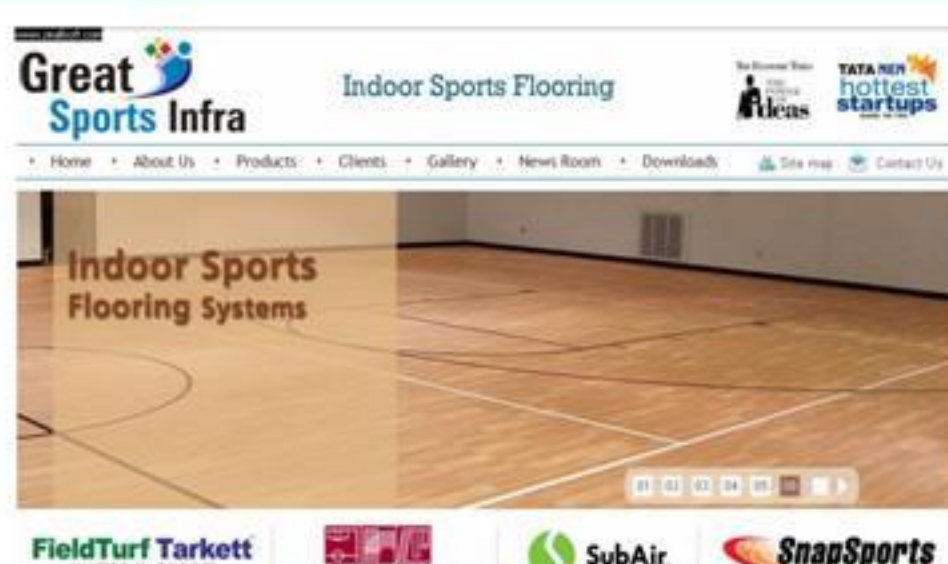 Great
Sports Infra
Indoor Sports Flooring
Ideas
TATA NEN
hottest
startups
Home About Us Products Clients Gallery News Room Downloads Site map Contact Us
Indoor Sports
Flooring Systems
01 02 03 04 05
FieldTurf Tarkett
SubAir
SnapSports